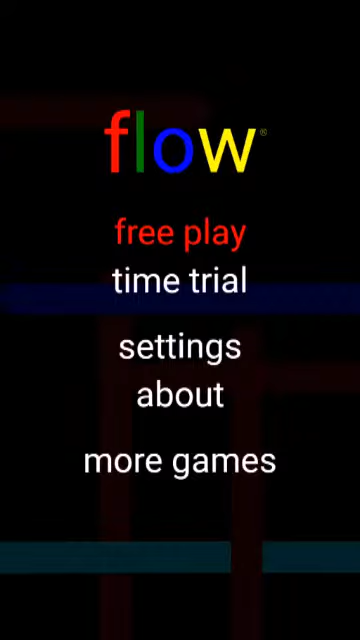 flow®
free play
time trial
settings
about
more games